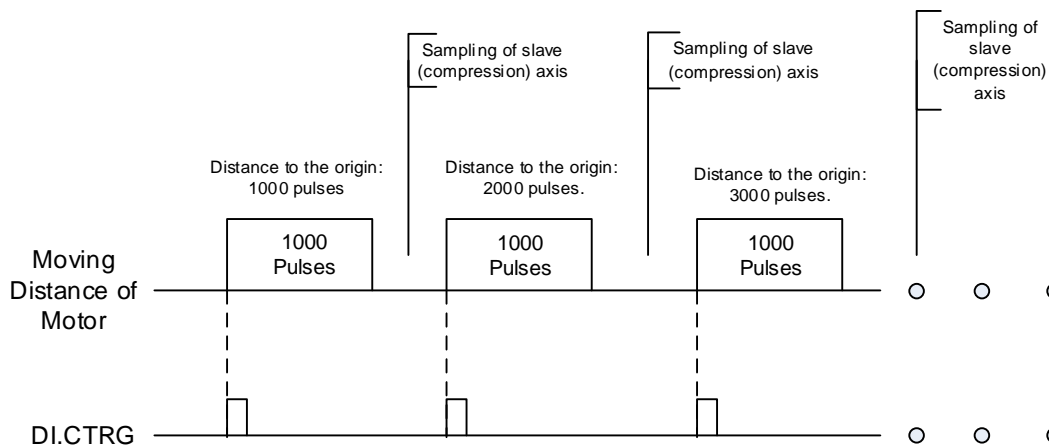 Sampling of slave
(compression) axis
Sampling of slave
(compression) axis
Sampling of
slave
(compression)
axis
Distance to the origin:
1000 pulses
Distance to the origin:
2000 pulses.
Distance to the origin:
3000 pulses.
1000
Pulses
1000
Pulses
1000
Pulses
Moving
Distance of
Motor
DI.CTRG